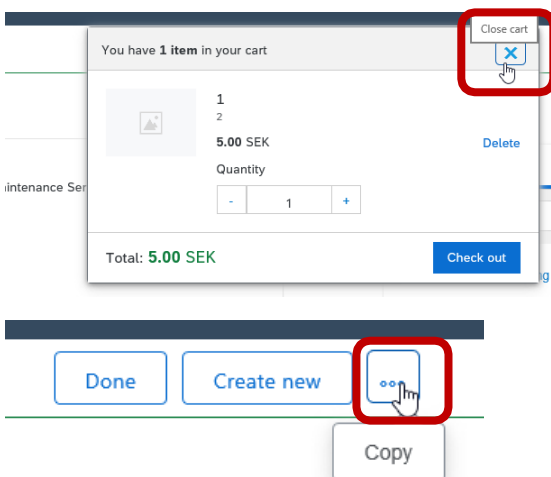 Close cart
You have 1 item in your cart
1
2
5.00 SEK
Delete
Quantity
- 1 +
intenance Ser
Total: 5.00 SEK
Check out
ng
Done
Create new
Copy